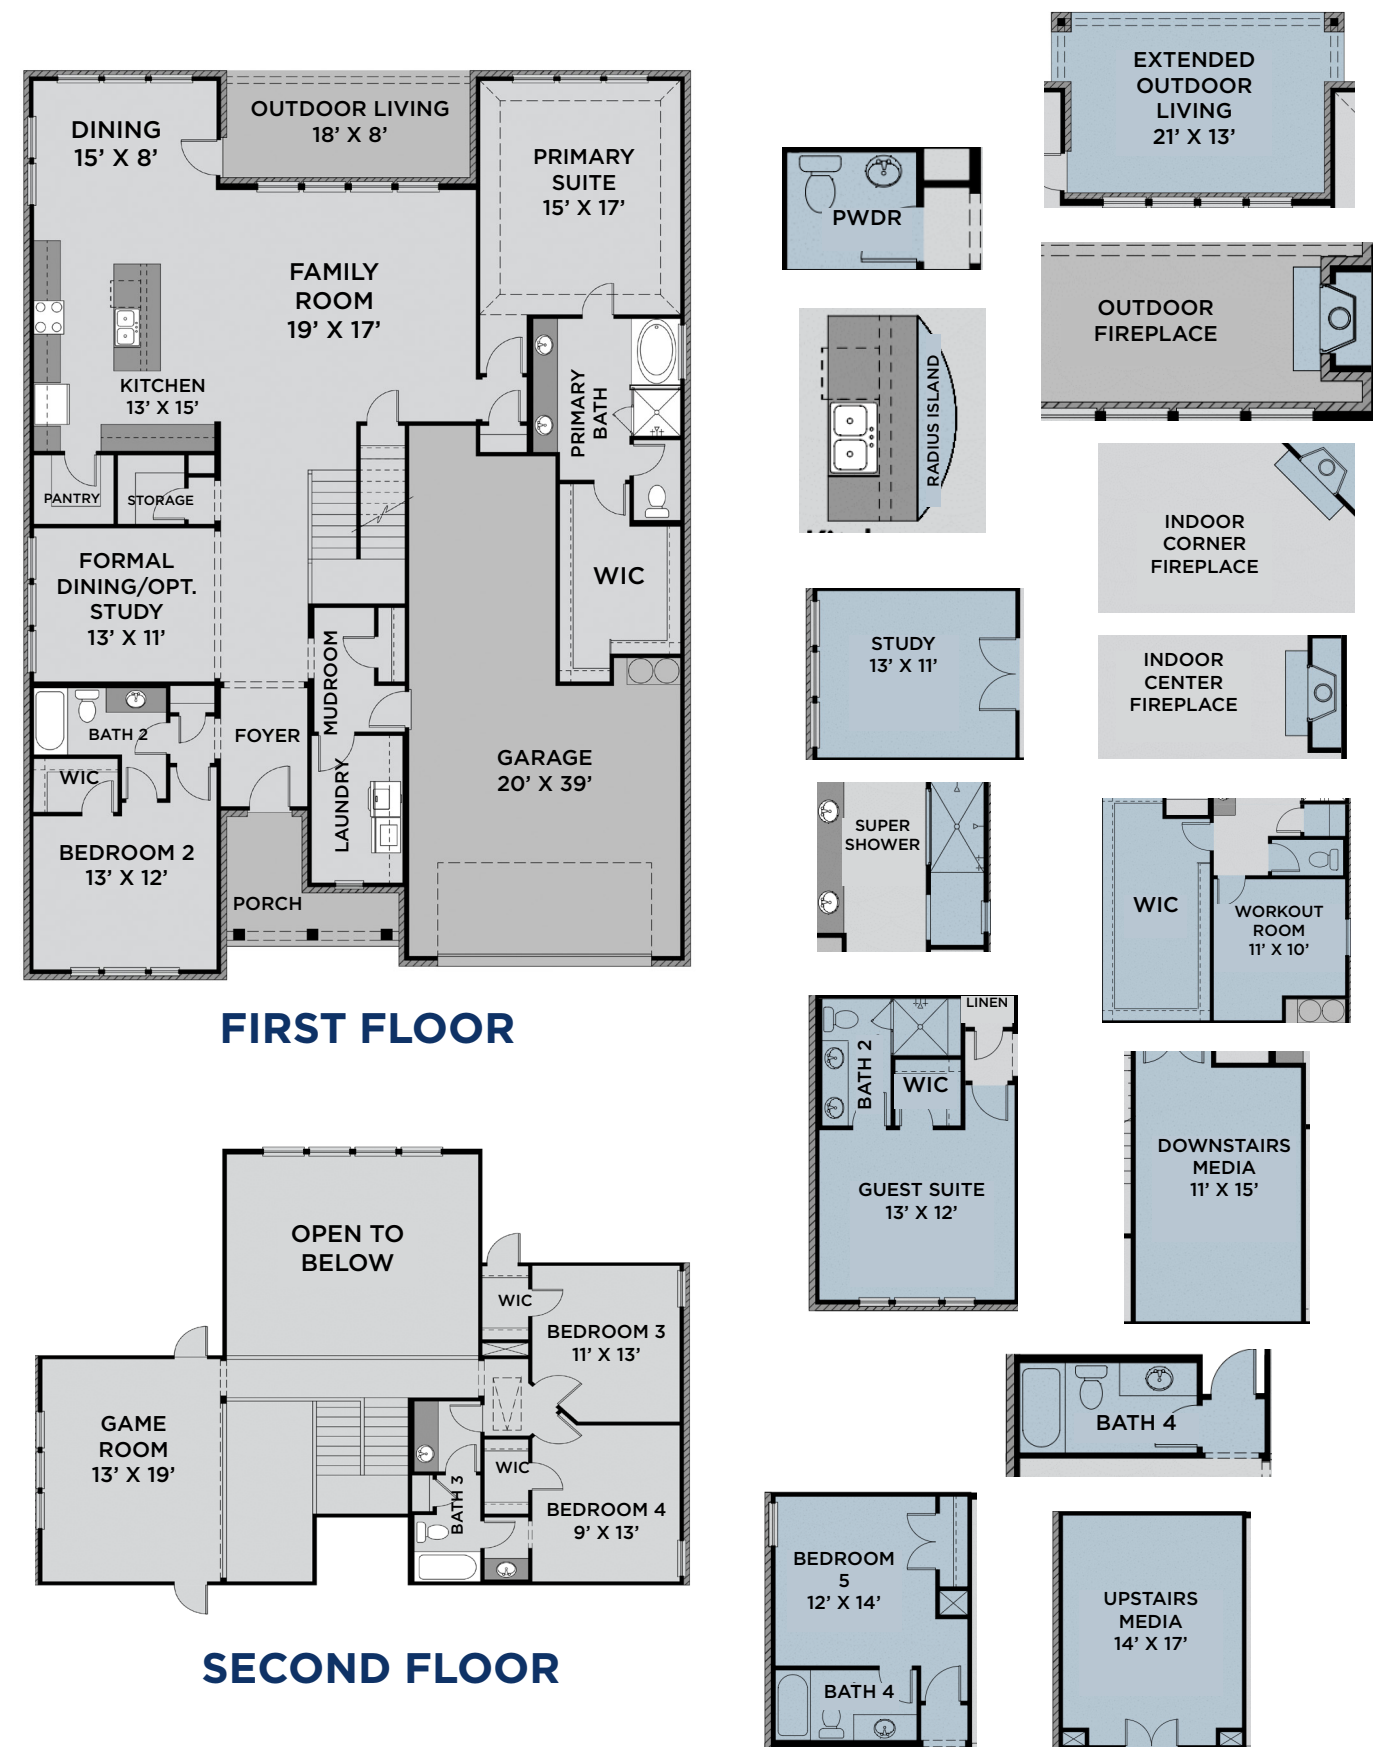 DINING
15’ X 8’
OUTDOOR LIVING
18’ X 8’
PRIMARY
SUITE
15’ X 17’
FAMILY
ROOM
19’ X 17’
KITCHEN
13’ X 15’
PRIMARY
BATH
PANTRY
STORAGE
FORMAL
DINING/OPT.
STUDY
13’ X 11’
WIC
MUDROOM
BATH 2
FOYER
WIC
LAUNDRY
GARAGE
20’ X 39’
BEDROOM 2
13’ X 12’
PORCH
FIRST FLOOR
OPEN TO
BELOW
WIC
BEDROOM 3
11’ X 13’
GAME
ROOM
13’ X 19’
WIC
BATH 3
BEDROOM 4
9’ X 13’
SECOND FLOOR
EXTENDED
OUTDOOR
LIVING
21’ X 13’
PWDR
OUTDOOR
FIREPLACE
RADIUS ISLAND
INDOOR
CORNER
FIREPLACE
STUDY
13’ X 11’
INDOOR
CENTER
FIREPLACE
SUPER
SHOWER
WIC
WORKOUT
ROOM
11’ X 10’
LINEN
BATH 2
WIC
GUEST SUITE
13’ X 12’
DOWNSTAIRS
MEDIA
11’ X 15’
BATH 4
BEDROOM
5
12’ X 14’
BATH 4
UPSTAIRS
MEDIA
14’ X 17’